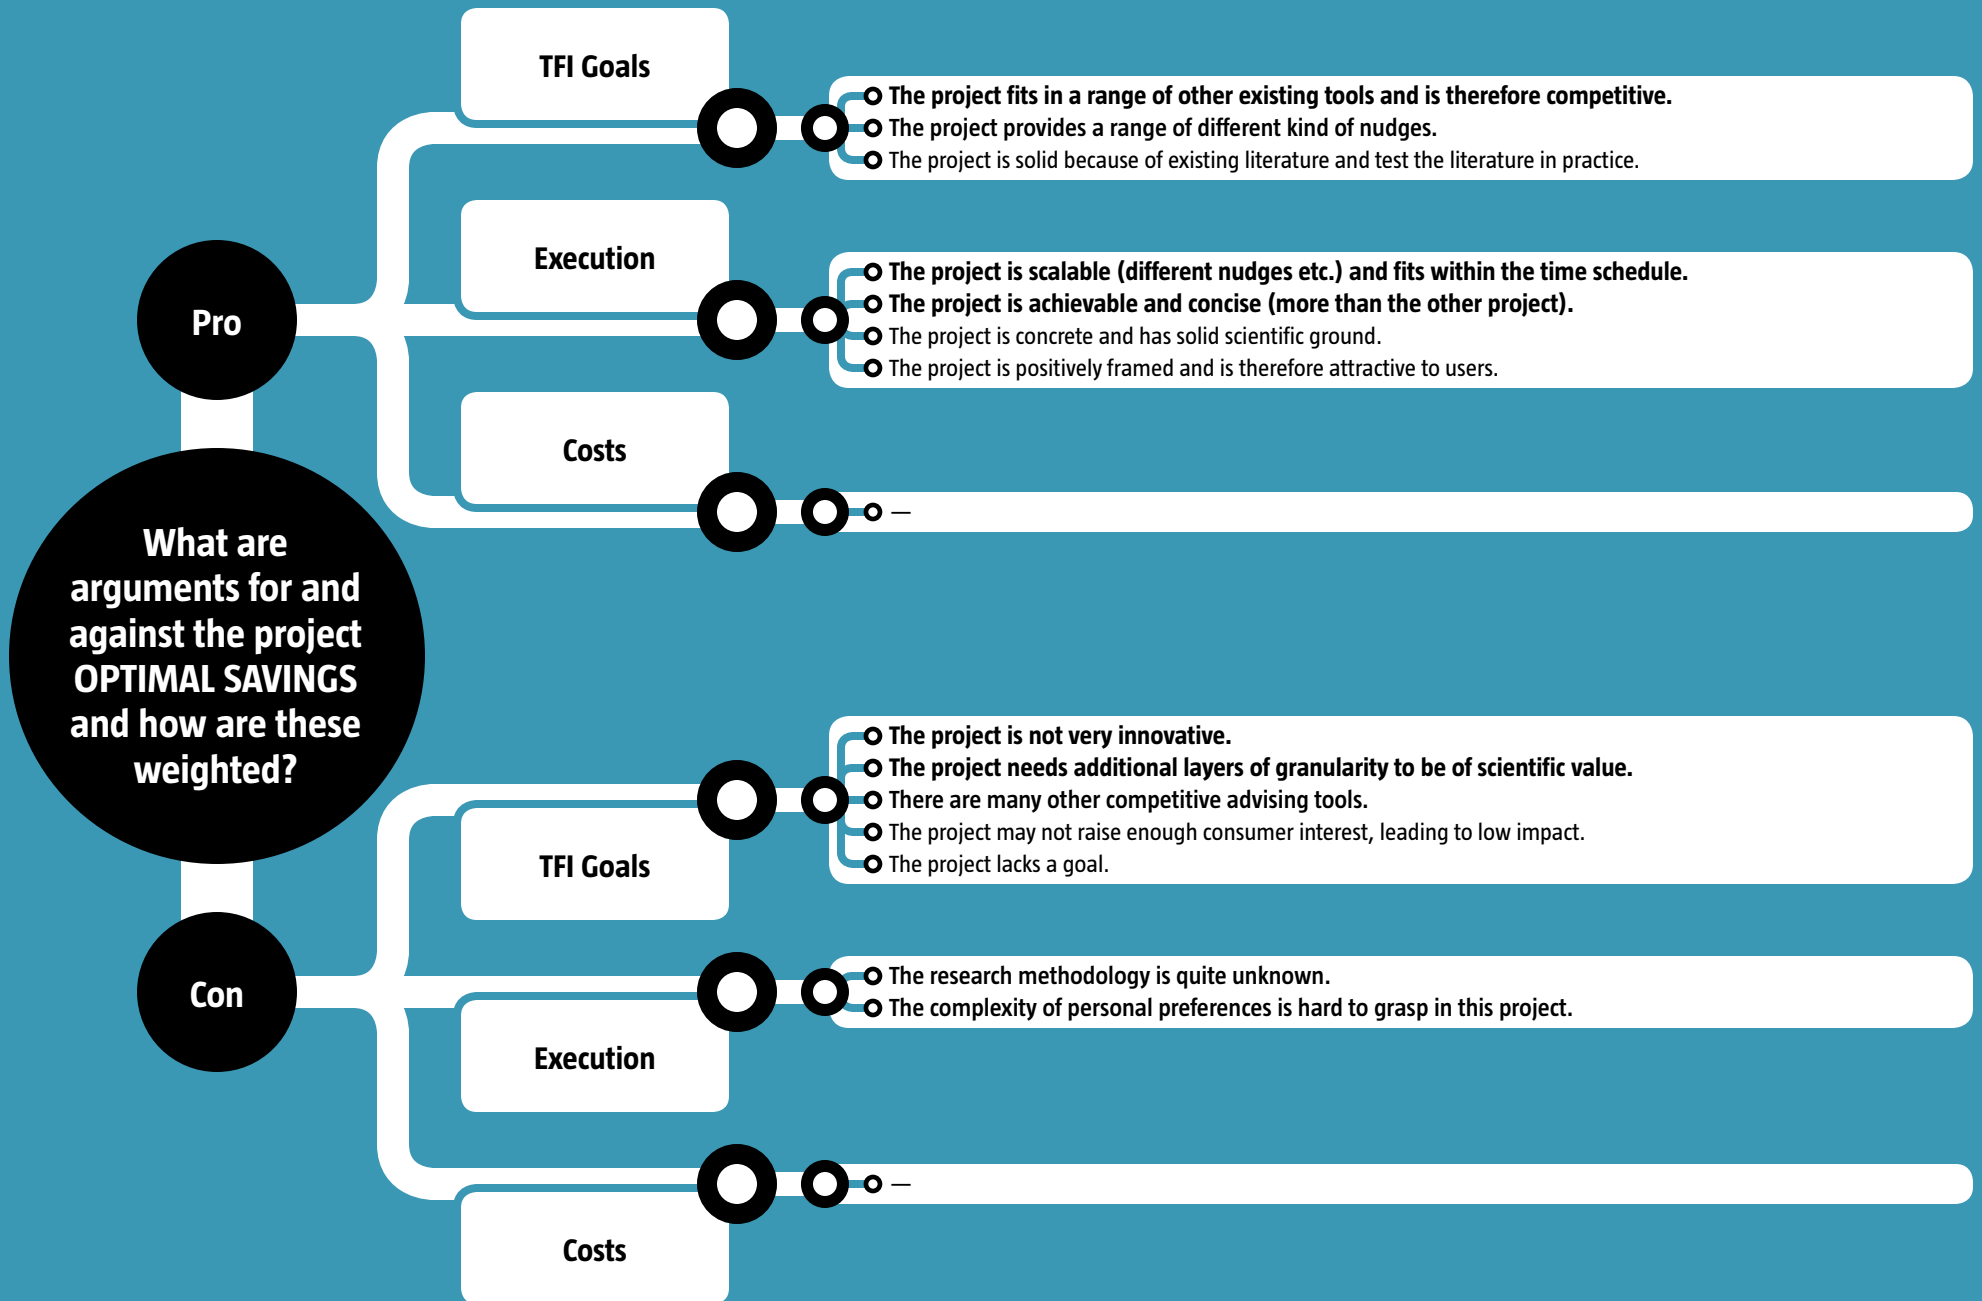 TFI Goals
The project fits in a range of other existing tools and is therefore competitive.
The project provides a range of different kind of nudges.
The project is solid because of existing literature and test the literature in practice.
Execution
The project is scalable (different nudges etc.) and fits within the time schedule.
The project is achievable and concise (more than the other project).
The project is concrete and has solid scientific ground.
The project is positively framed and is therefore attractive to users.
Pro
Costs
—
What are
arguments for and
against the project
OPTIMAL SAVINGS
and how are these
weighted?
The project is not very innovative.
The project needs additional layers of granularity to be of scientific value.
There are many other competitive advising tools.
The project may not raise enough consumer interest, leading to low impact.
The project lacks a goal.
TFI Goals
Con
The research methodology is quite unknown.
The complexity of personal preferences is hard to grasp in this project.
Execution
—
Costs